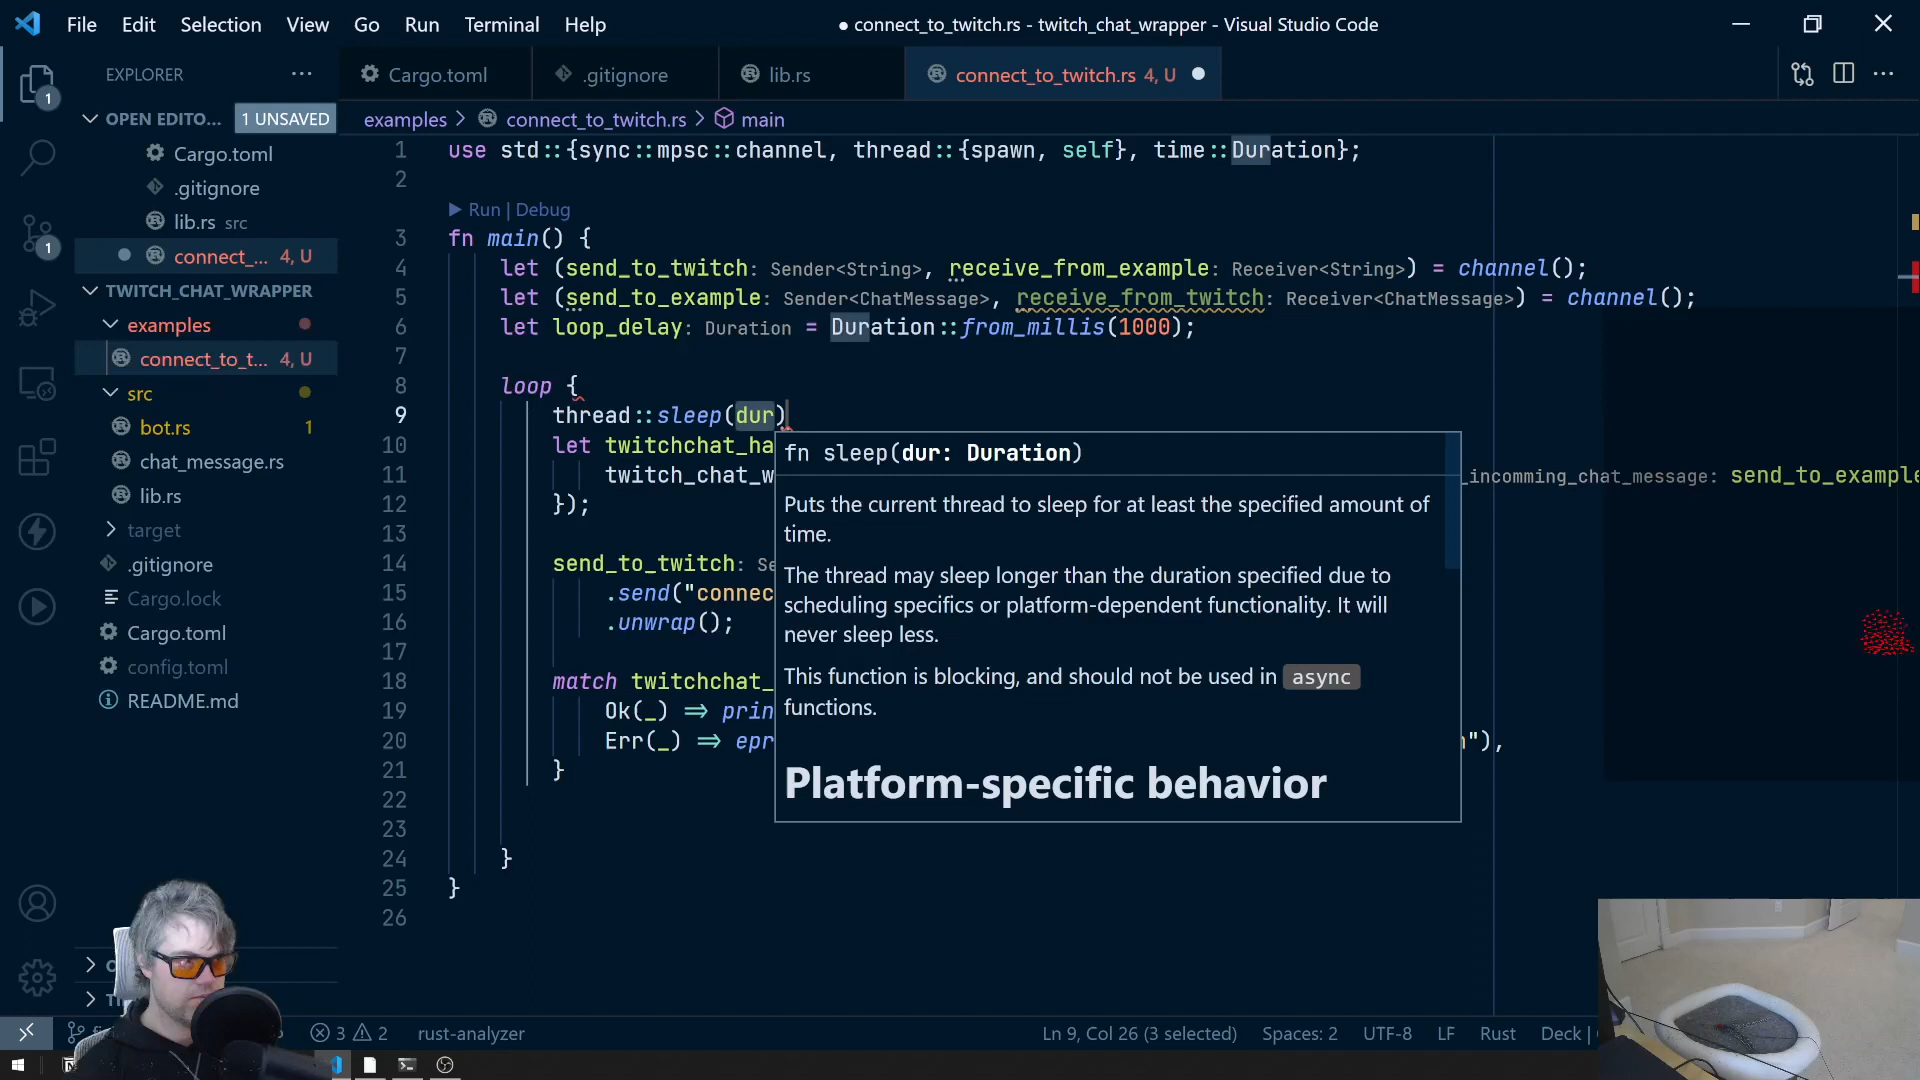 File Edit Selection View Go Run Terminal Help
● connect_to_twitch.rs - twitch_chat_wrapper - Visual Studio Code
EXPLORER
Cargo.toml .gitignore lib.rs connect_to_twitch.rs 4, U
OPEN EDITO... 1 UNSAVED
Cargo.toml
.gitignore
lib.rs src
connect_... 4, U
TWITCH_CHAT_WRAPPER
examples
connect_to_t... 4, U
src
bot.rs 1
chat_message.rs
lib.rs
target
.gitignore
Cargo.lock
Cargo.toml
config.toml
README.md
1
1
examples > connect_to_twitch.rs > main
1 use std::{sync::mpsc::channel, thread::{spawn, self}, time::Duration};
2
Run | Debug
3 fn main() {
4 let (send_to_twitch: Sender<String>, receive_from_example: Receiver<String>) = channel();
5 let (send_to_example: Sender<ChatMessage>, receive_from_twitch: Receiver<ChatMessage>) = channel();
6 let loop_delay: Duration = Duration::from_millis(1000);
7
8 loop {
9 thread::sleep(dur)
10 let twitchchat_ha
11 twitch_chat_w _incomming_chat_message: send_to_example
12 });
13
14 send_to_twitch: Se
15 .send("connec
16 .unwrap();
17
18 match twitchchat_
19 Ok(_) => prin
20 Err(_) => epr "),
21 }
22
23
24 }
25 }
26
fn sleep(dur: Duration)
Puts the current thread to sleep for at least the specified amount of
time.
The thread may sleep longer than the duration specified due to
scheduling specifics or platform-dependent functionality. It will
never sleep less.
This function is blocking, and should not be used in async
functions.
Platform-specific behavior
3 2 rust-analyzer
Ln 9, Col 26 (3 selected) Spaces: 2 UTF-8 LF Rust Deck